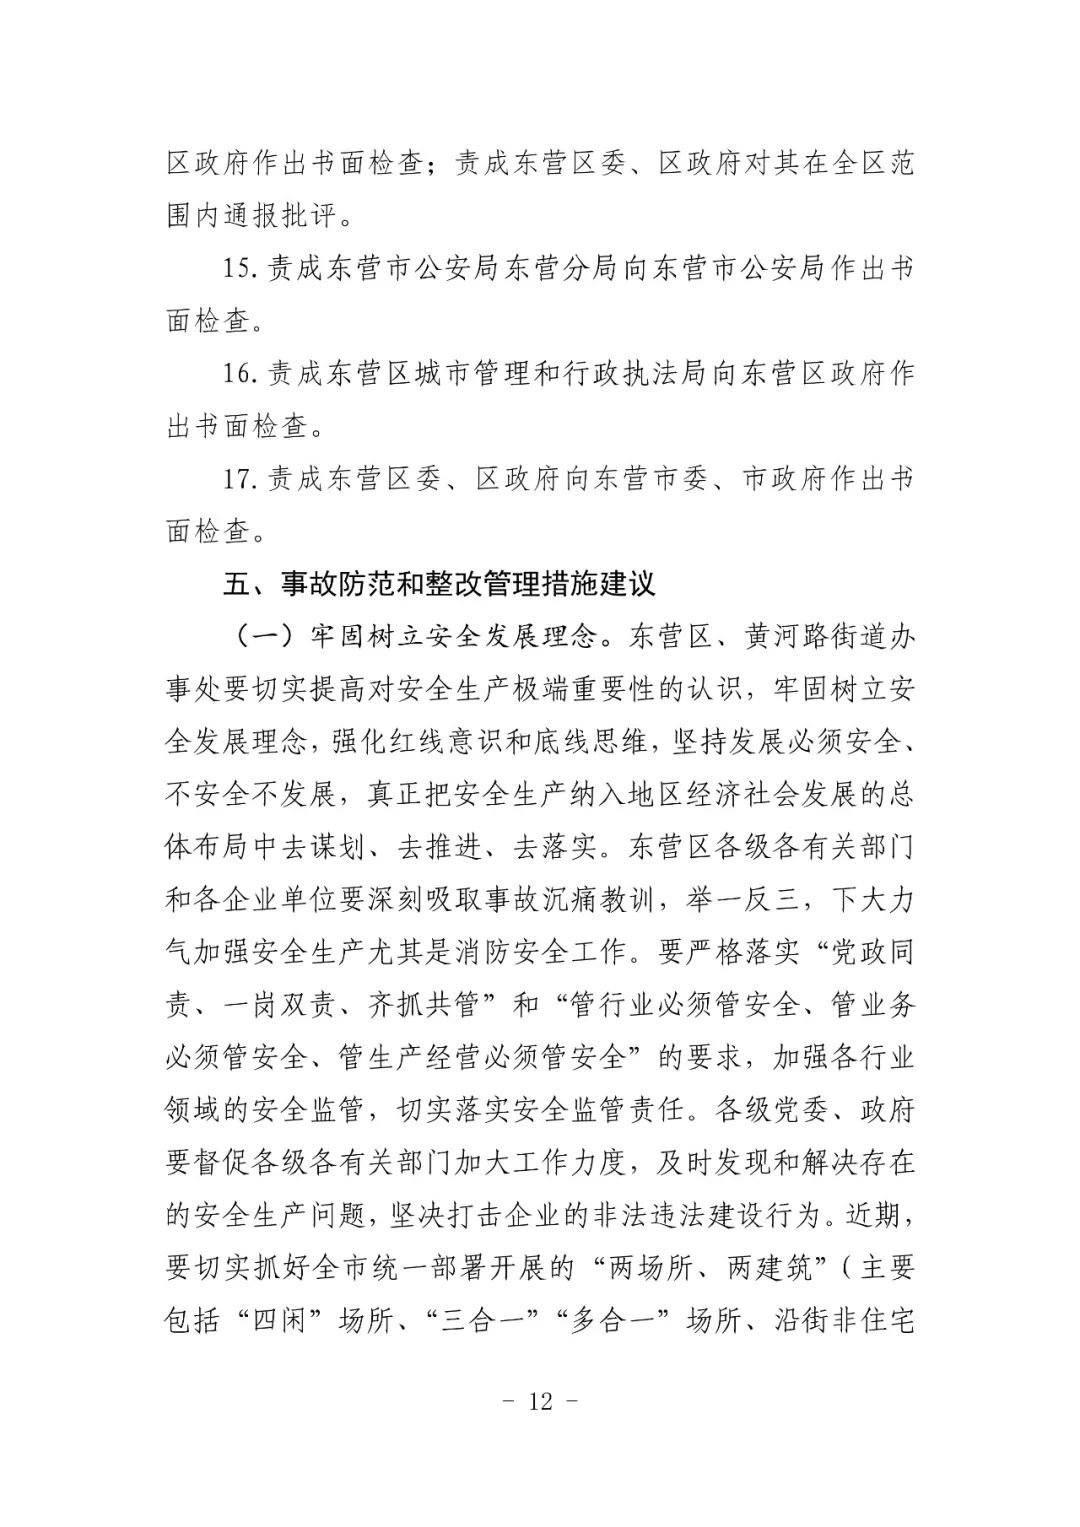 区政府作出书面检查；责成东营区委、区政府对其在全区范
围内通报批评。
15. 责成东营市公安局东营分局向东营市公安局作出书
面检查。
16. 责成东营区城市管理和行政执法局向东营区政府作
出书面检查。
17. 责成东营区委、区政府向东营市委、市政府作出书
面检查。
五、事故防范和整改管理措施建议
（一）牢固树立安全发展理念。东营区、黄河路街道办
事处要切实提高对安全生产极端重要性的认识，牢固树立安
全发展理念，强化红线意识和底线思维，坚持发展必须安全、
不安全不发展，真正把安全生产纳入地区经济社会发展的总
体布局中去谋划、去推进、去落实。东营区各级各有关部门
和各企业单位要深刻吸取事故沉痛教训，举一反三，下大力
气加强安全生产尤其是消防安全工作。要严格落实“党政同
责、一岗双责、齐抓共管”和“管行业必须管安全、管业务
必须管安全、管生产经营必须管安全”的要求，加强各行业
领域的安全监管，切实落实安全监管责任。各级党委、政府
要督促各级各有关部门加大工作力度，及时发现和解决存在
的安全生产问题，坚决打击企业的非法违法建设行为。近期，
要切实抓好全市统一部署开展的“两场所、两建筑”（主要
包括“四闲”场所、“三合一”“多合一”场所、沿街非住宅
- 12 -